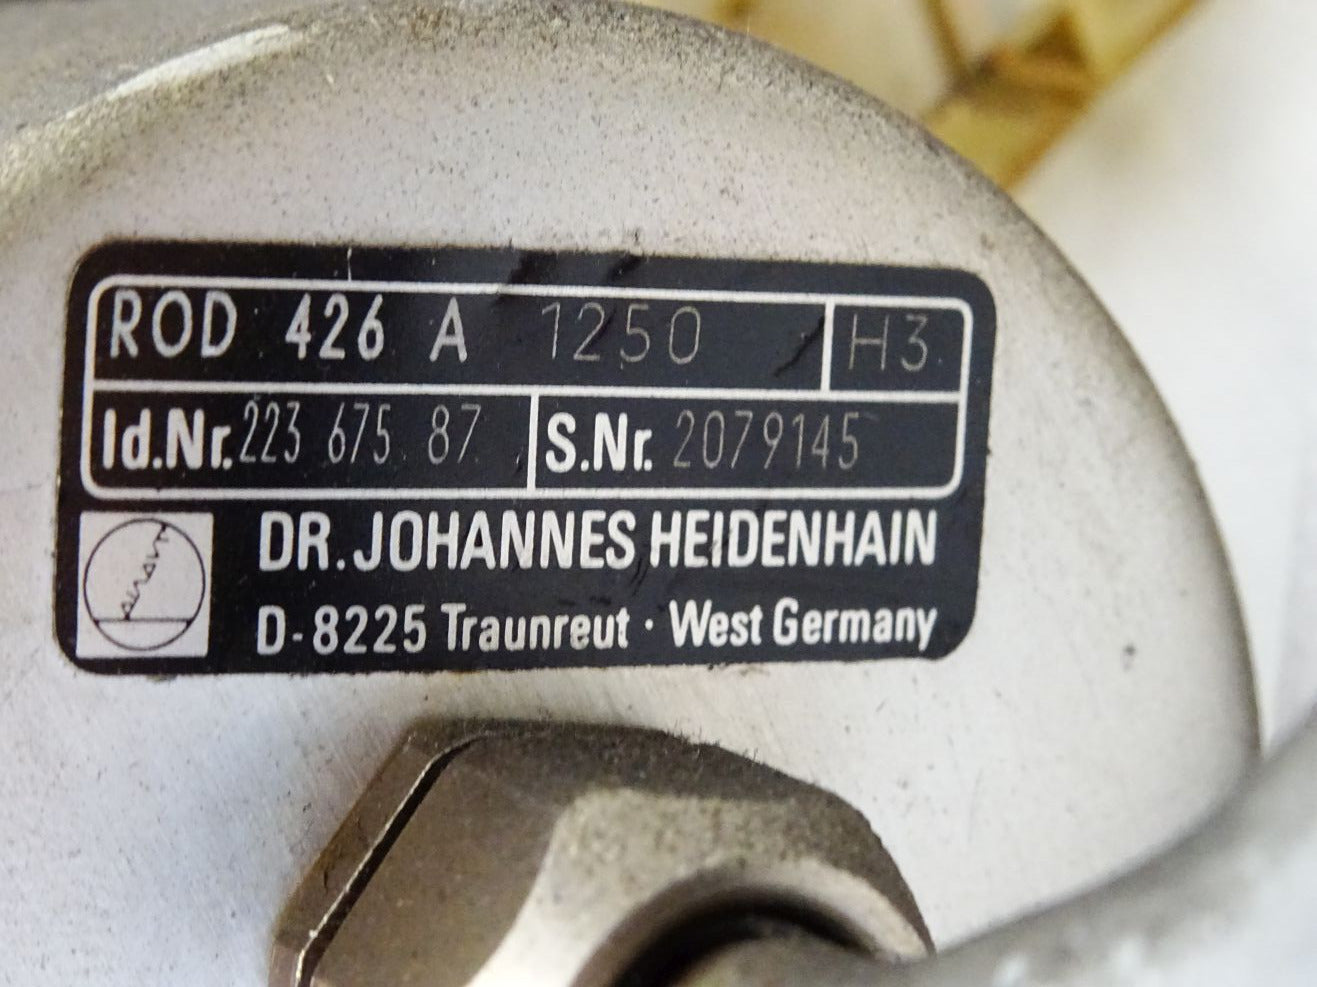 ROD 426 A 1250 H3
Id.Nr. 223 675 87 S.Nr. 2079145
DR. JOHANNES HEIDENHAIN
D-8225 Traunreut · West Germany